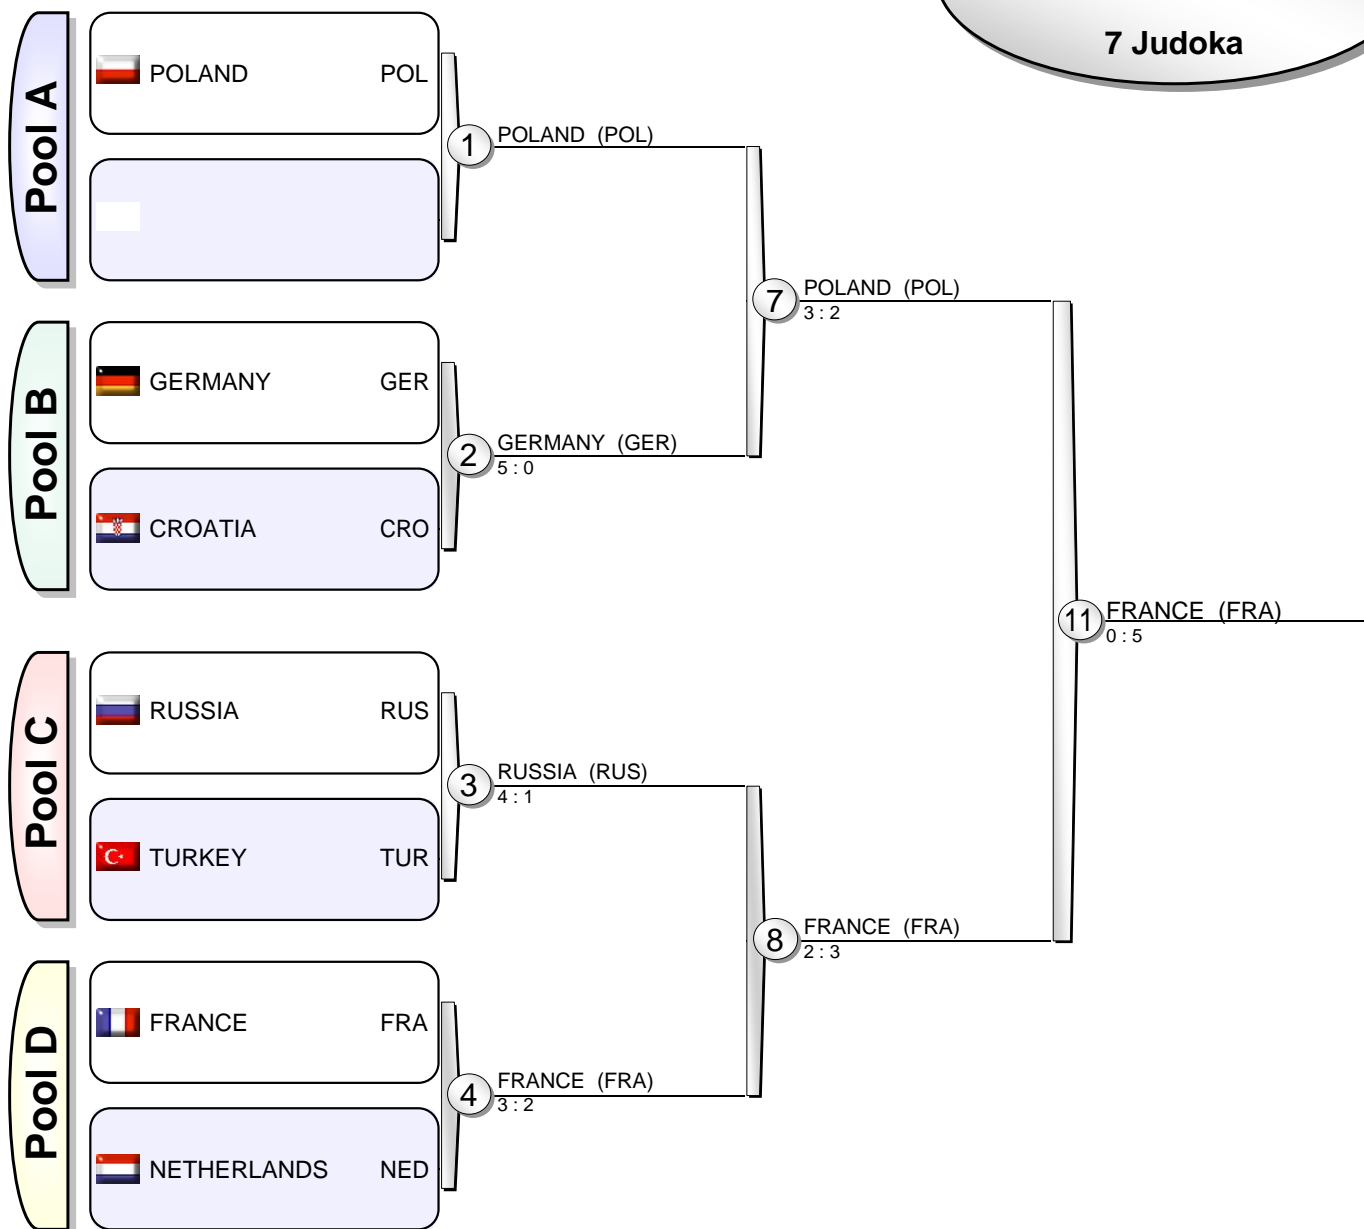 7 Judoka
Pool A
POLAND POL
1 POLAND (POL)
7 POLAND (POL)
3 : 2
Pool B
GERMANY GER
2 GERMANY (GER)
5 : 0
CROATIA CRO
11 FRANCE (FRA)
0 : 5
Pool C
RUSSIA RUS
3 RUSSIA (RUS)
4 : 1
TURKEY TUR
8 FRANCE (FRA)
2 : 3
Pool D
FRANCE FRA
4 FRANCE (FRA)
3 : 2
NETHERLANDS NED